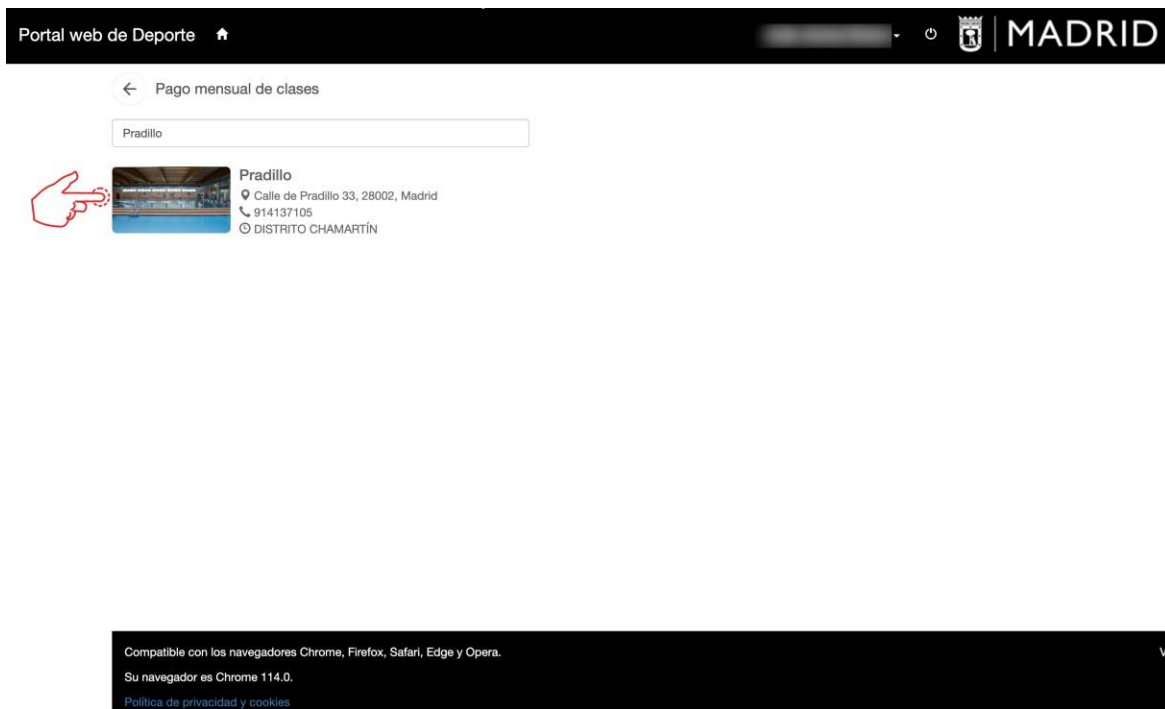 Portal web de Deporte
MADRID
Pago mensual de clases
Pradillo
Pradillo
Calle de Pradillo 33, 28002, Madrid
914137105
DISTRITO CHAMARTÍN
Compatible con los navegadores Chrome, Firefox, Safari, Edge y Opera.
Su navegador es Chrome 114.0.
Política de privacidad y cookies